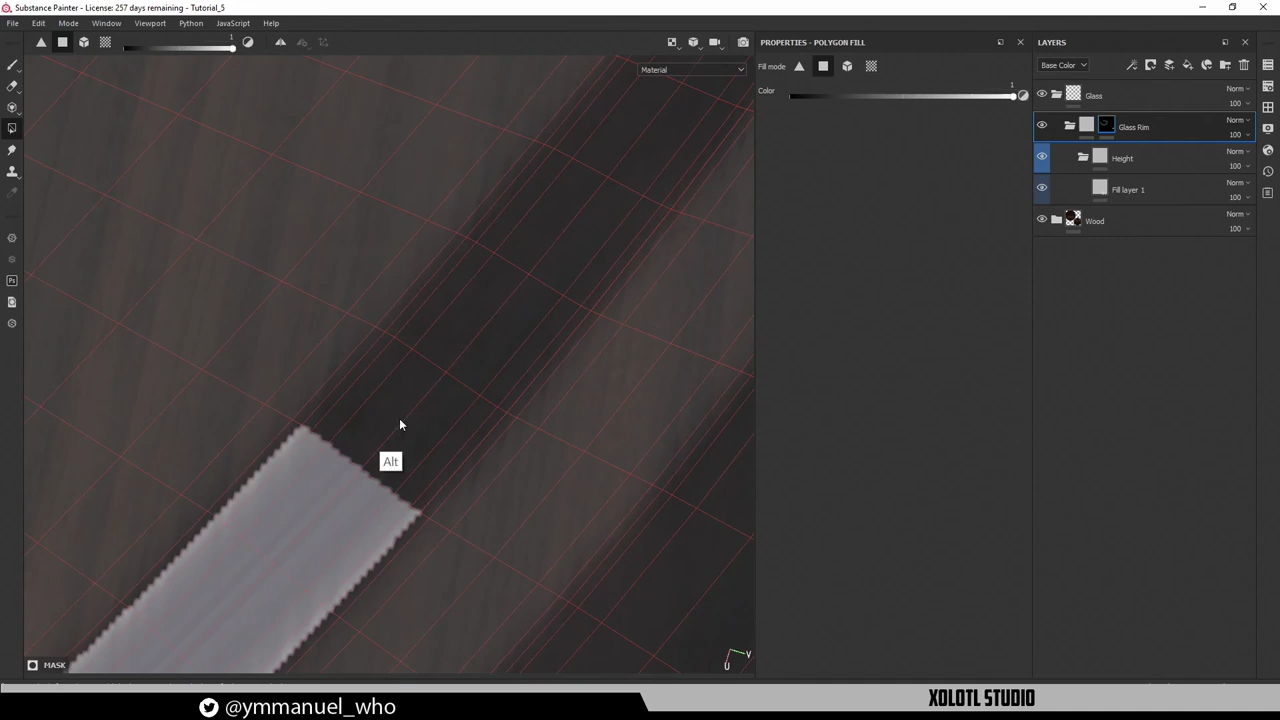 Substance Painter - License: 257 days remaining - Tutorial_5
File Edit Mode Window Viewport Python JavaScript Help
1
Material
PROPERTIES - POLYGON FILL
Fill mode
Color
1
LAYERS
Base Color
Glass
Norm
100
Glass Rim
Norm
100
Height
Norm
100
Fill layer 1
Norm
100
Wood
Norm
100
Alt
Ps
MASK
V
U
@ymmanuel_who
XOLOTL STUDIO